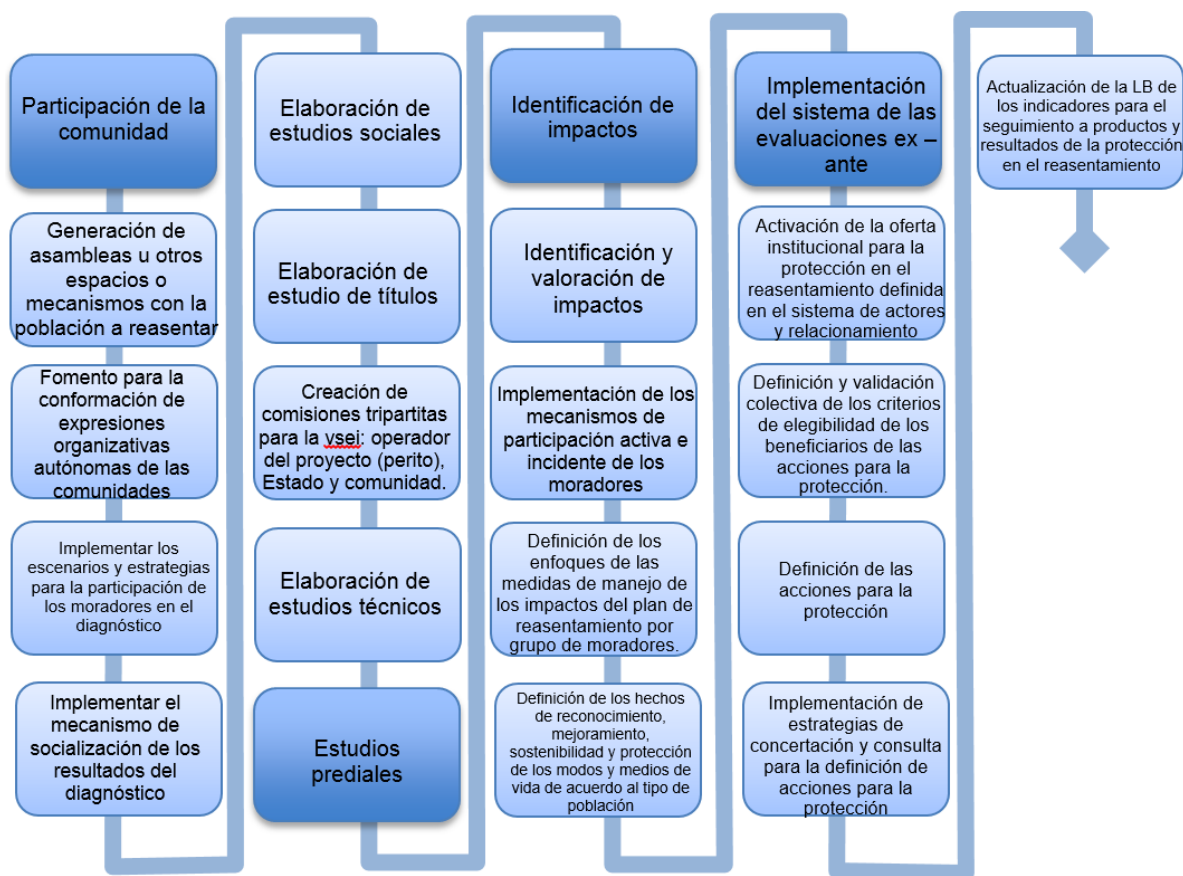 Participación de la
comunidad
Generación de
asambleas u otros
espacios o
mecanismos con la
población a reasentar
Fomento para la
conformación de
expresiones
organizativas
autónomas de las
comunidades
Implementar los
escenarios y estrategias
para la participación de
los moradores en el
diagnóstico
Implementar el
mecanismo de
socialización de los
resultados del
diagnóstico
Elaboración de
estudios sociales
Elaboración de
estudio de títulos
Creación de
comisiones tripartitas
para la vsei: operador
del proyecto (perito),
Estado y comunidad.
Elaboración de
estudios técnicos
Estudios
prediales
Identificación de
impactos
Identificación y
valoración de
impactos
Implementación de los
mecanismos de
participación activa e
incidente de los
moradores
Definición de los
enfoques de las
medidas de manejo de
los impactos del plan de
reasentamiento por
grupo de moradores.
Definición de los hechos
de reconocimiento,
mejoramiento,
sostenibilidad y protección
de los modos y medios de
vida de acuerdo al tipo de
población
Implementación
del sistema de las
evaluaciones ex –
ante
Activación de la oferta
institucional para la
protección en el
reasentamiento definida
en el sistema de actores
y relacionamiento
Definición y validación
colectiva de los criterios
de elegibilidad de los
beneficiarios de las
acciones para la
protección.
Definición de las
acciones para la
protección
Implementación de
estrategias de
concertación y consulta
para la definición de
acciones para la
protección
Actualización de la LB de
los indicadores para el
seguimiento a productos y
resultados de la protección
en el reasentamiento